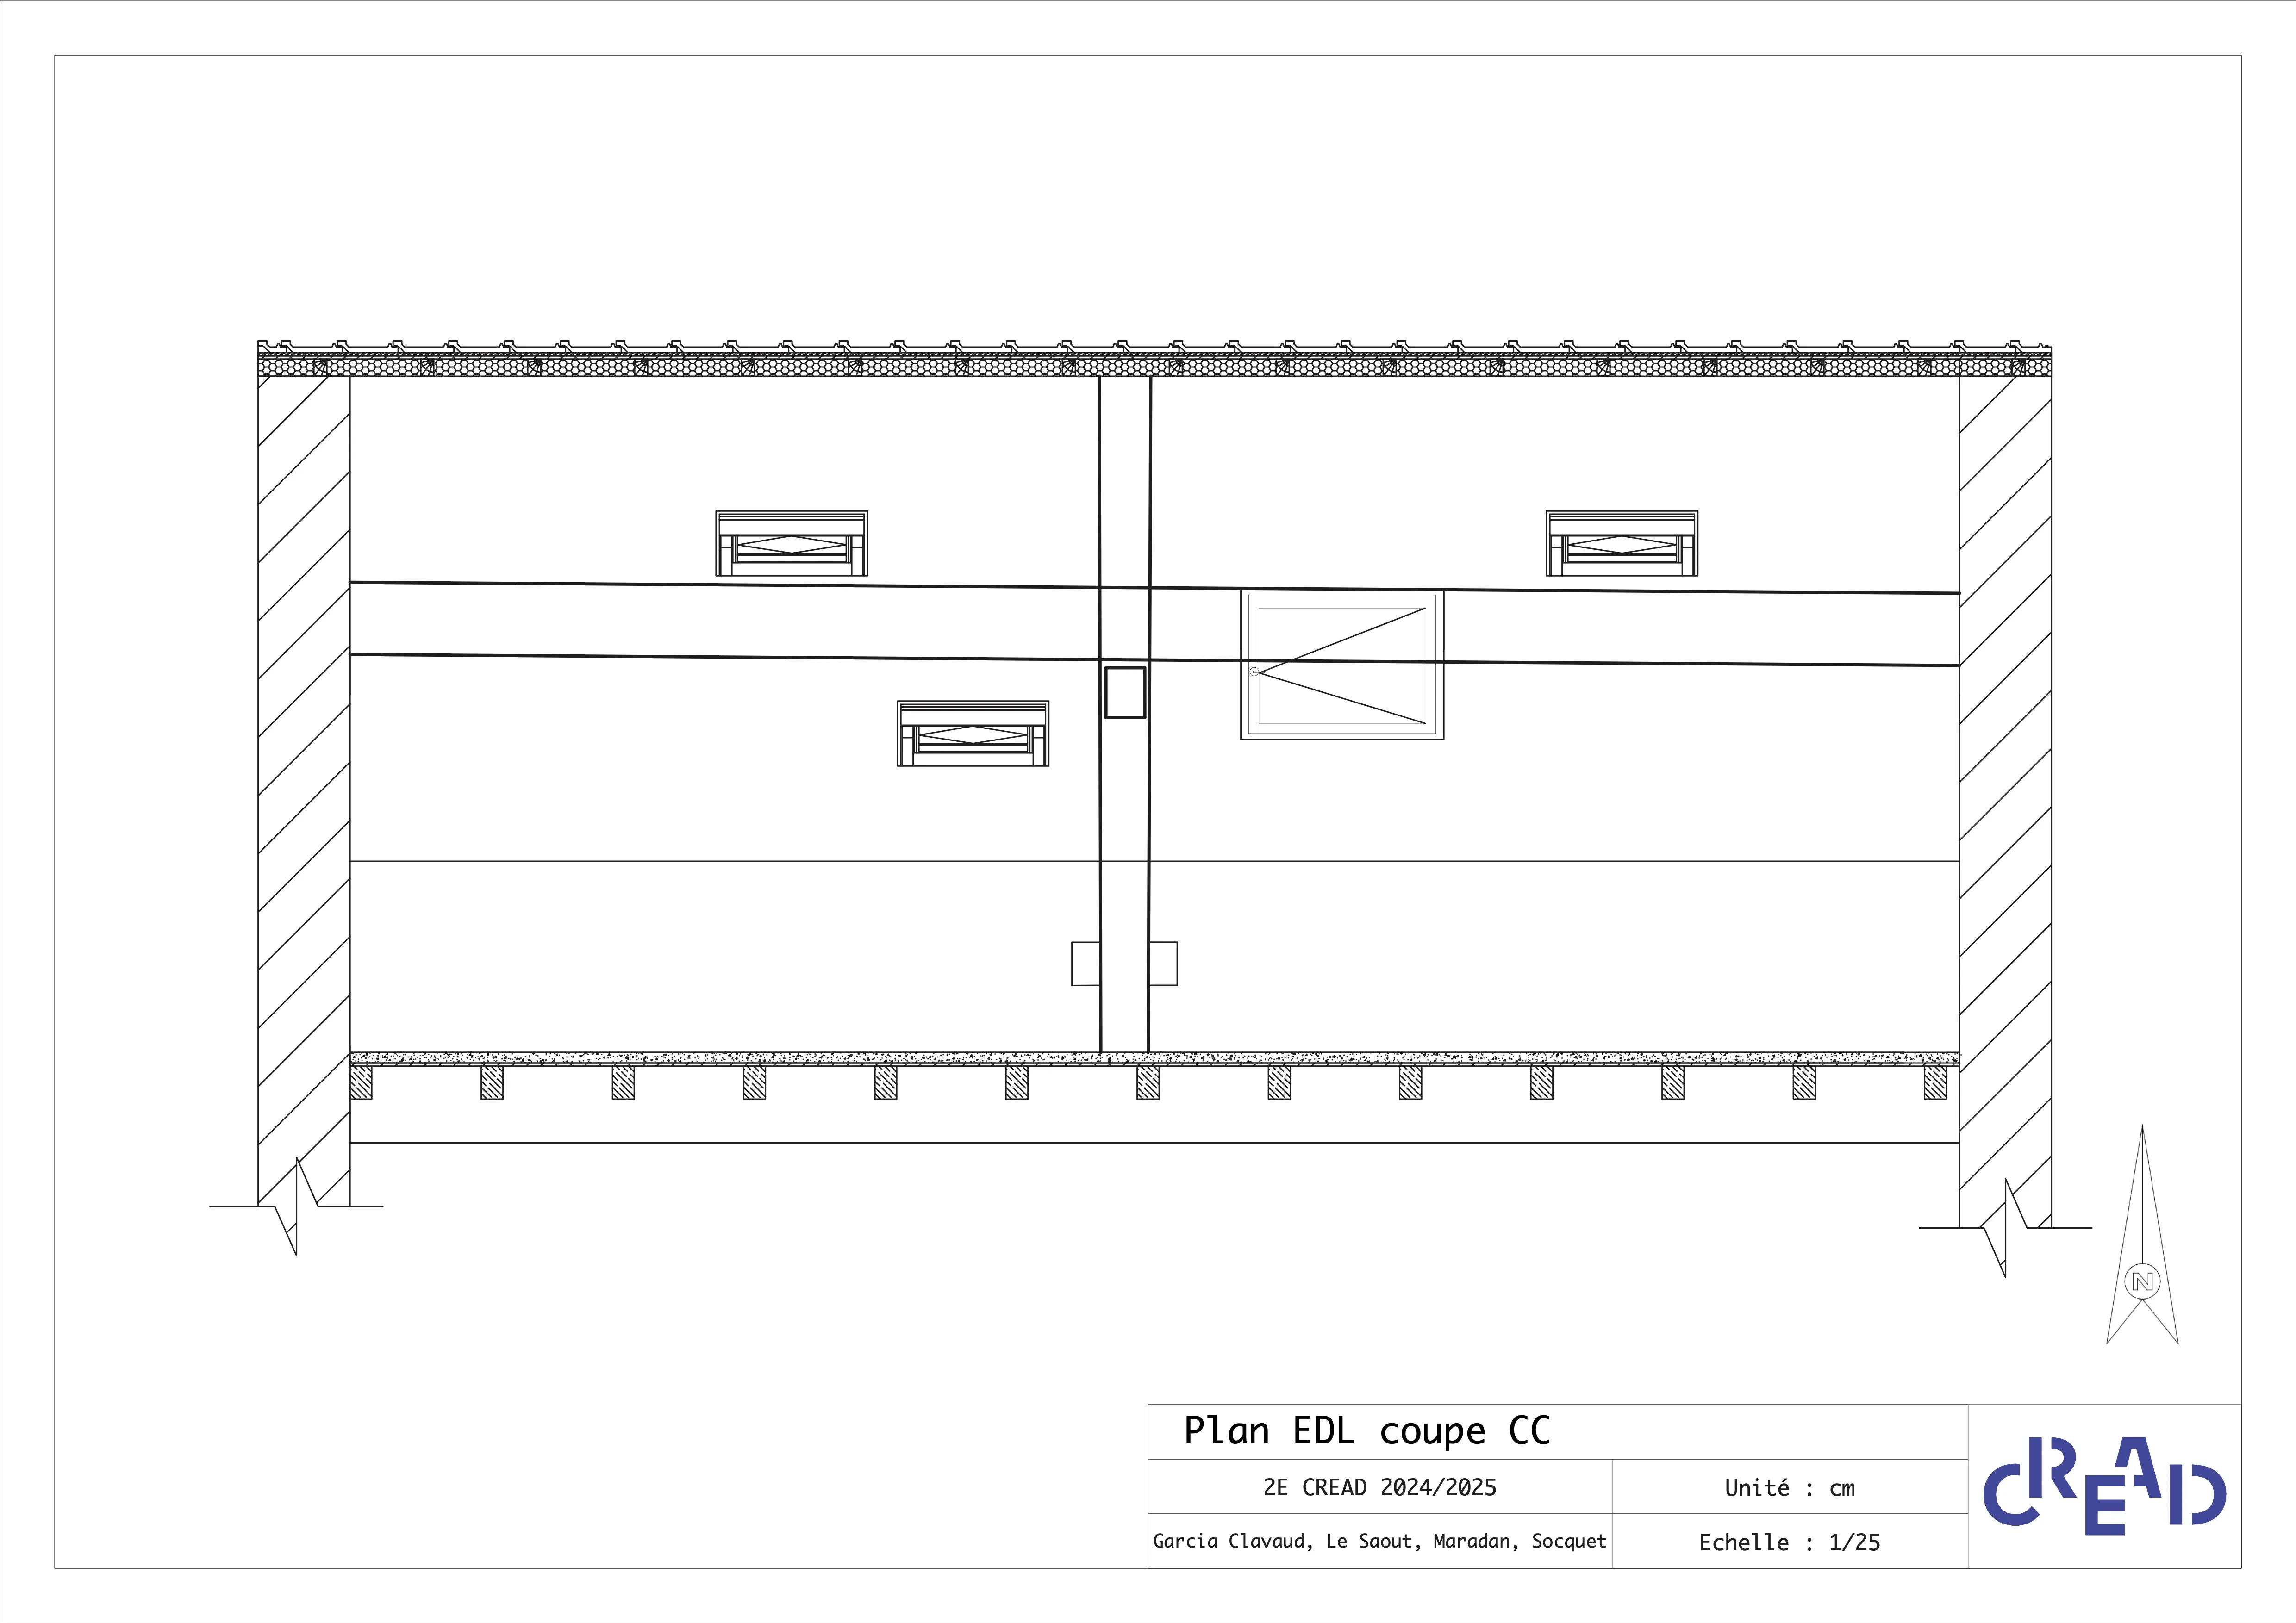 N
Plan EDL coupe CC
2E CREAD 2024/2025
Unité : cm
Garcia Clavaud, Le Saout, Maradan, Socquet
Echelle : 1/25
CREAD